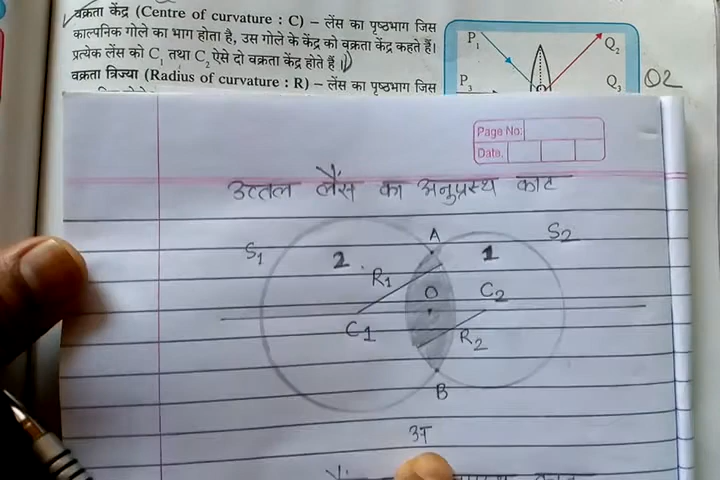 वक्रता केंद्र (Centre of curvature : C) – लेंस का पृष्ठभाग जिस
काल्पनिक गोले का भाग होता है, उस गोले के केंद्र को वक्रता केंद्र कहते हैं।
प्रत्येक लेंस को C₁ तथा C₂ ऐसे दो वक्रता केंद्र होते हैं।
वक्रता त्रिज्या (Radius of curvature : R) – लेंस का पृष्ठभाग जिस
P₁
Q₂
P₃
Q₃
02
Page No:
Date.
उत्तल लैंस का अनुप्रस्थ काट
S₁
2
A
1
S₂
R₁
O
C₂
C₁
R₂
B
अ